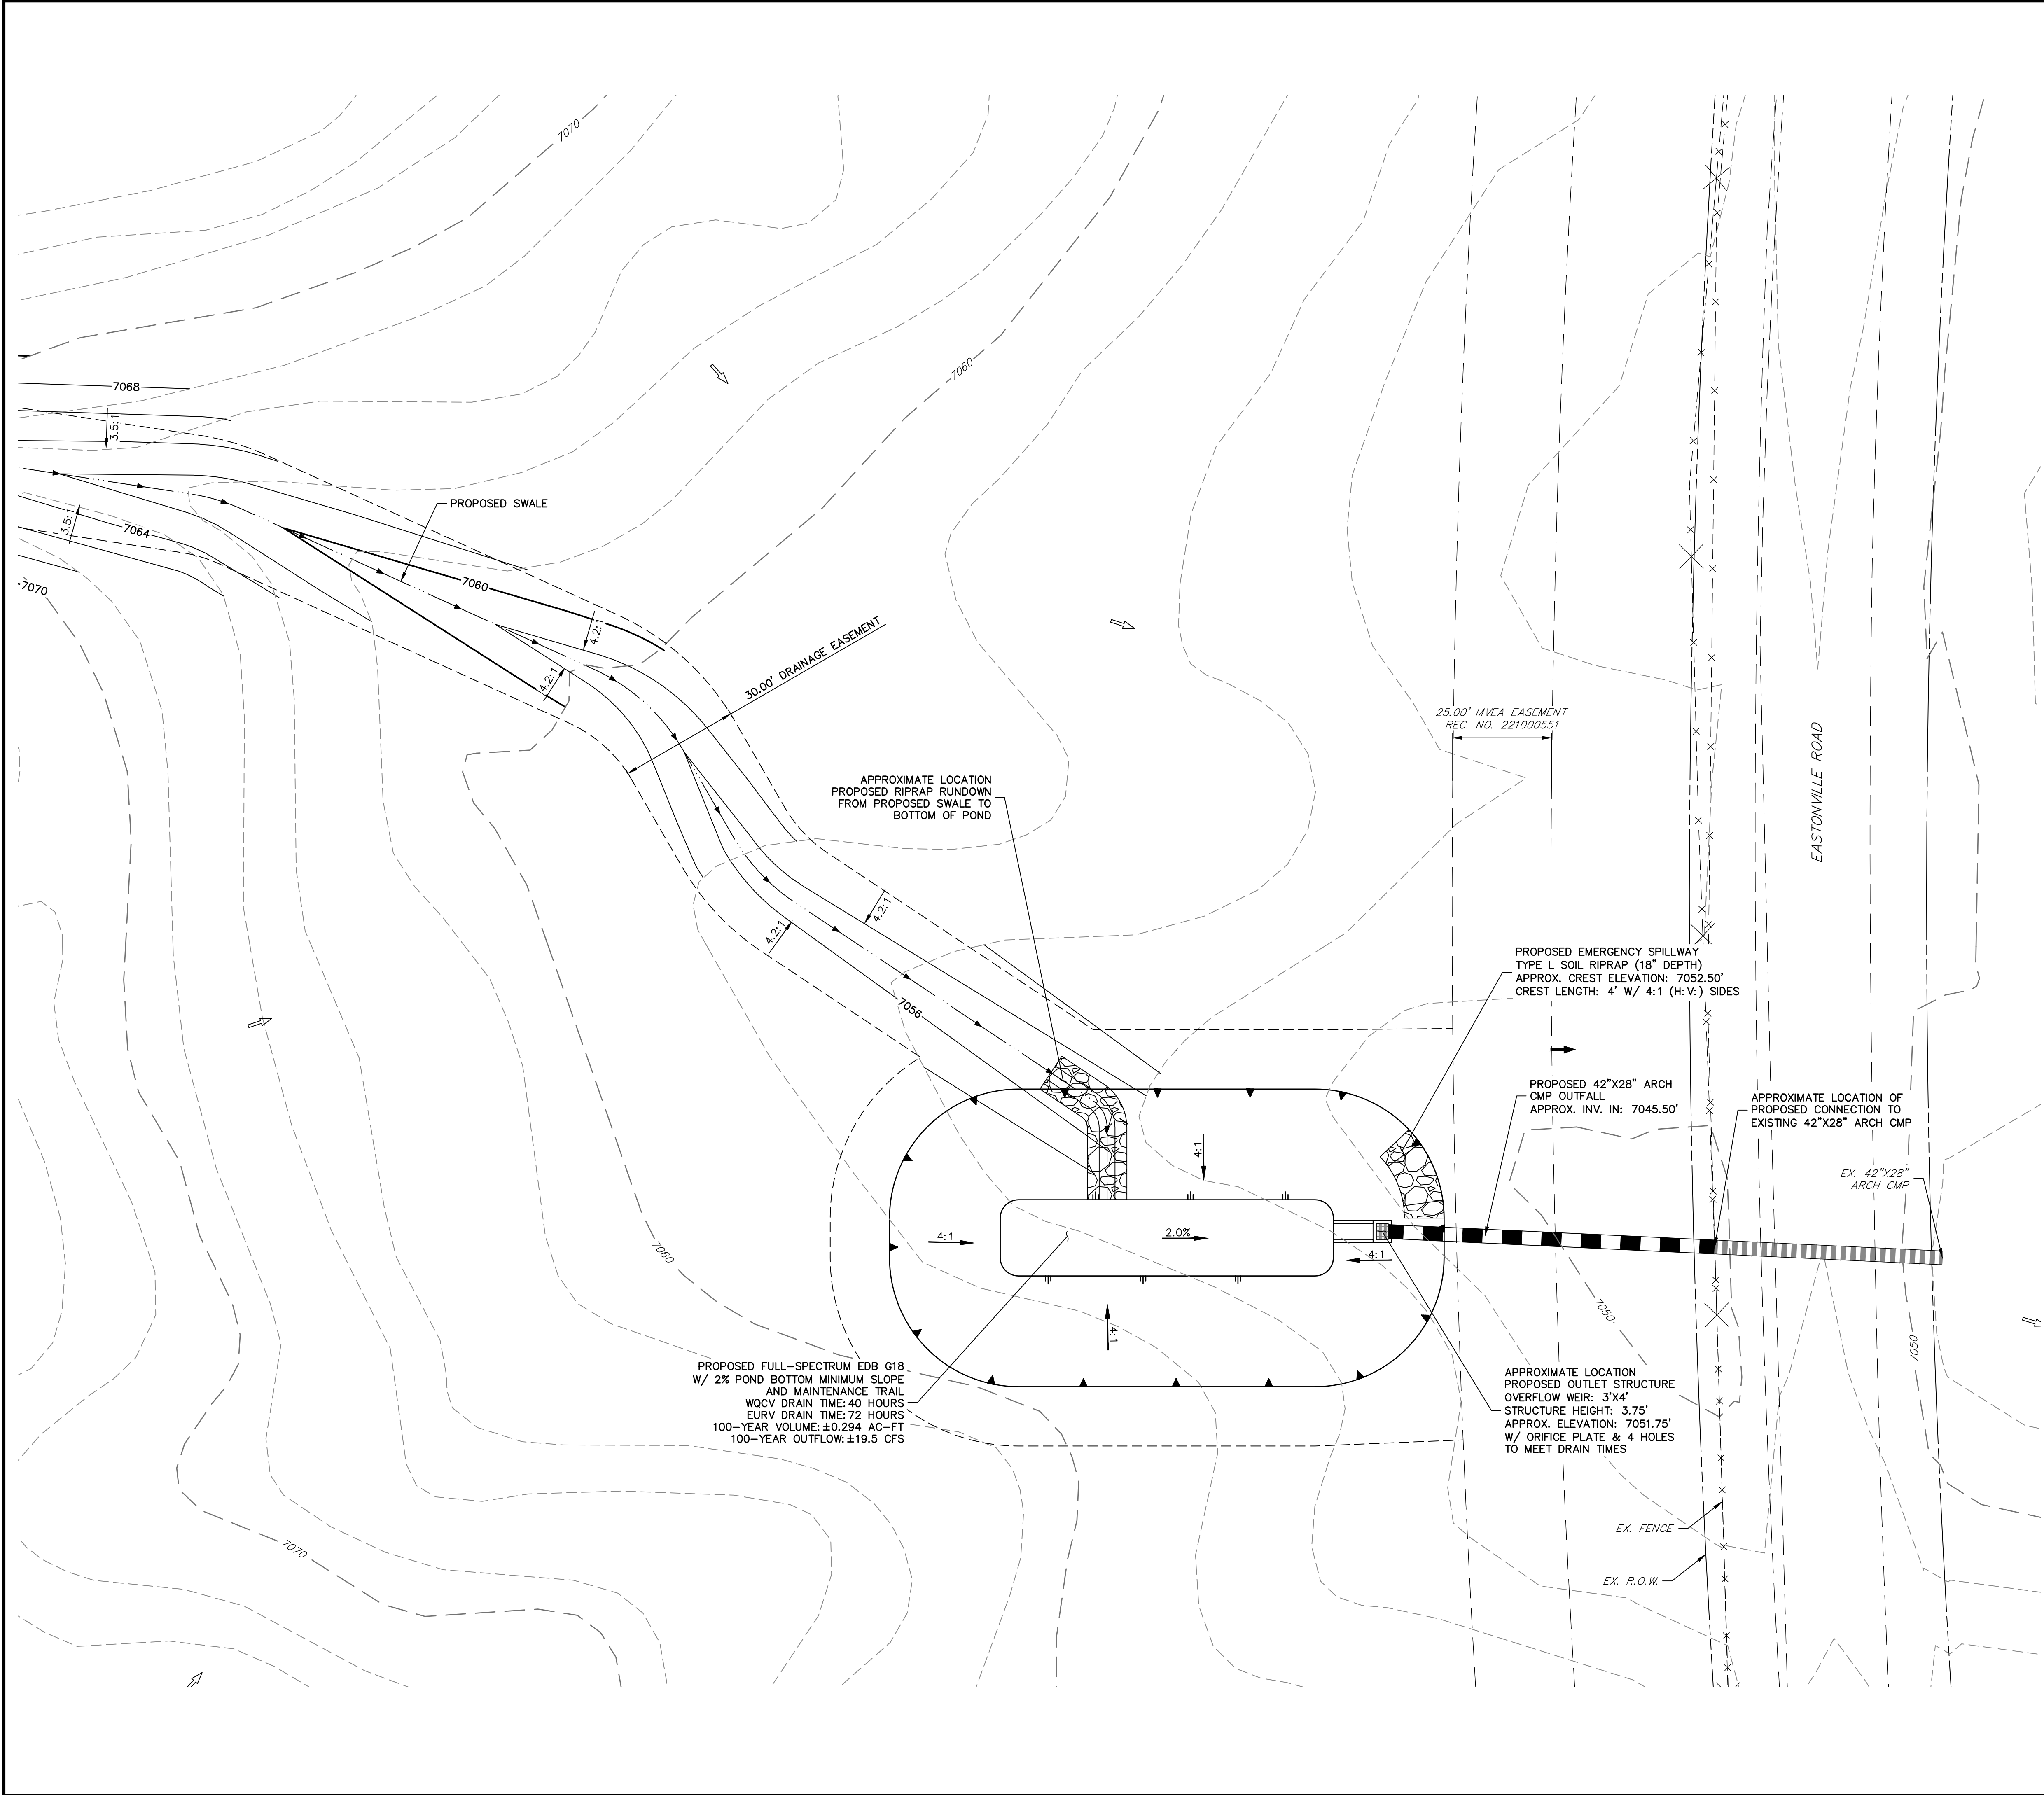 7070
7060
7068
3.5:1
PROPOSED SWALE
3.5:1
7064
7060
7070
4.2:1
4.2:1
30.00' DRAINAGE EASEMENT
25.00' MVEA EASEMENT
REC. NO. 221000551
EASTONVILLE ROAD
APPROXIMATE LOCATION
PROPOSED RIPRAP RUNDOWN
FROM PROPOSED SWALE TO
BOTTOM OF POND
4.2:1
4.2:1
PROPOSED EMERGENCY SPILLWAY
TYPE L SOIL RIPRAP (18" DEPTH)
APPROX. CREST ELEVATION: 7052.50'
CREST LENGTH: 4' W/ 4:1 (H:V:) SIDES
7056
PROPOSED 42"X28" ARCH
CMP OUTFALL
APPROX. INV. IN: 7045.50'
APPROXIMATE LOCATION OF
PROPOSED CONNECTION TO
EXISTING 42"X28" ARCH CMP
4:1
EX. 42"X28"
ARCH CMP
4:1
2.0%
4:1
7060
7050
4:1
7050
PROPOSED FULL-SPECTRUM EDB G18
W/ 2% POND BOTTOM MINIMUM SLOPE
AND MAINTENANCE TRAIL
WQCV DRAIN TIME: 40 HOURS
EURV DRAIN TIME: 72 HOURS
100-YEAR VOLUME: ±0.294 AC-FT
100-YEAR OUTFLOW: ±19.5 CFS
APPROXIMATE LOCATION
PROPOSED OUTLET STRUCTURE
OVERFLOW WEIR: 3'X4'
STRUCTURE HEIGHT: 3.75'
APPROX. ELEVATION: 7051.75'
W/ ORIFICE PLATE & 4 HOLES
TO MEET DRAIN TIMES
EX. FENCE
7070
EX. R.O.W.